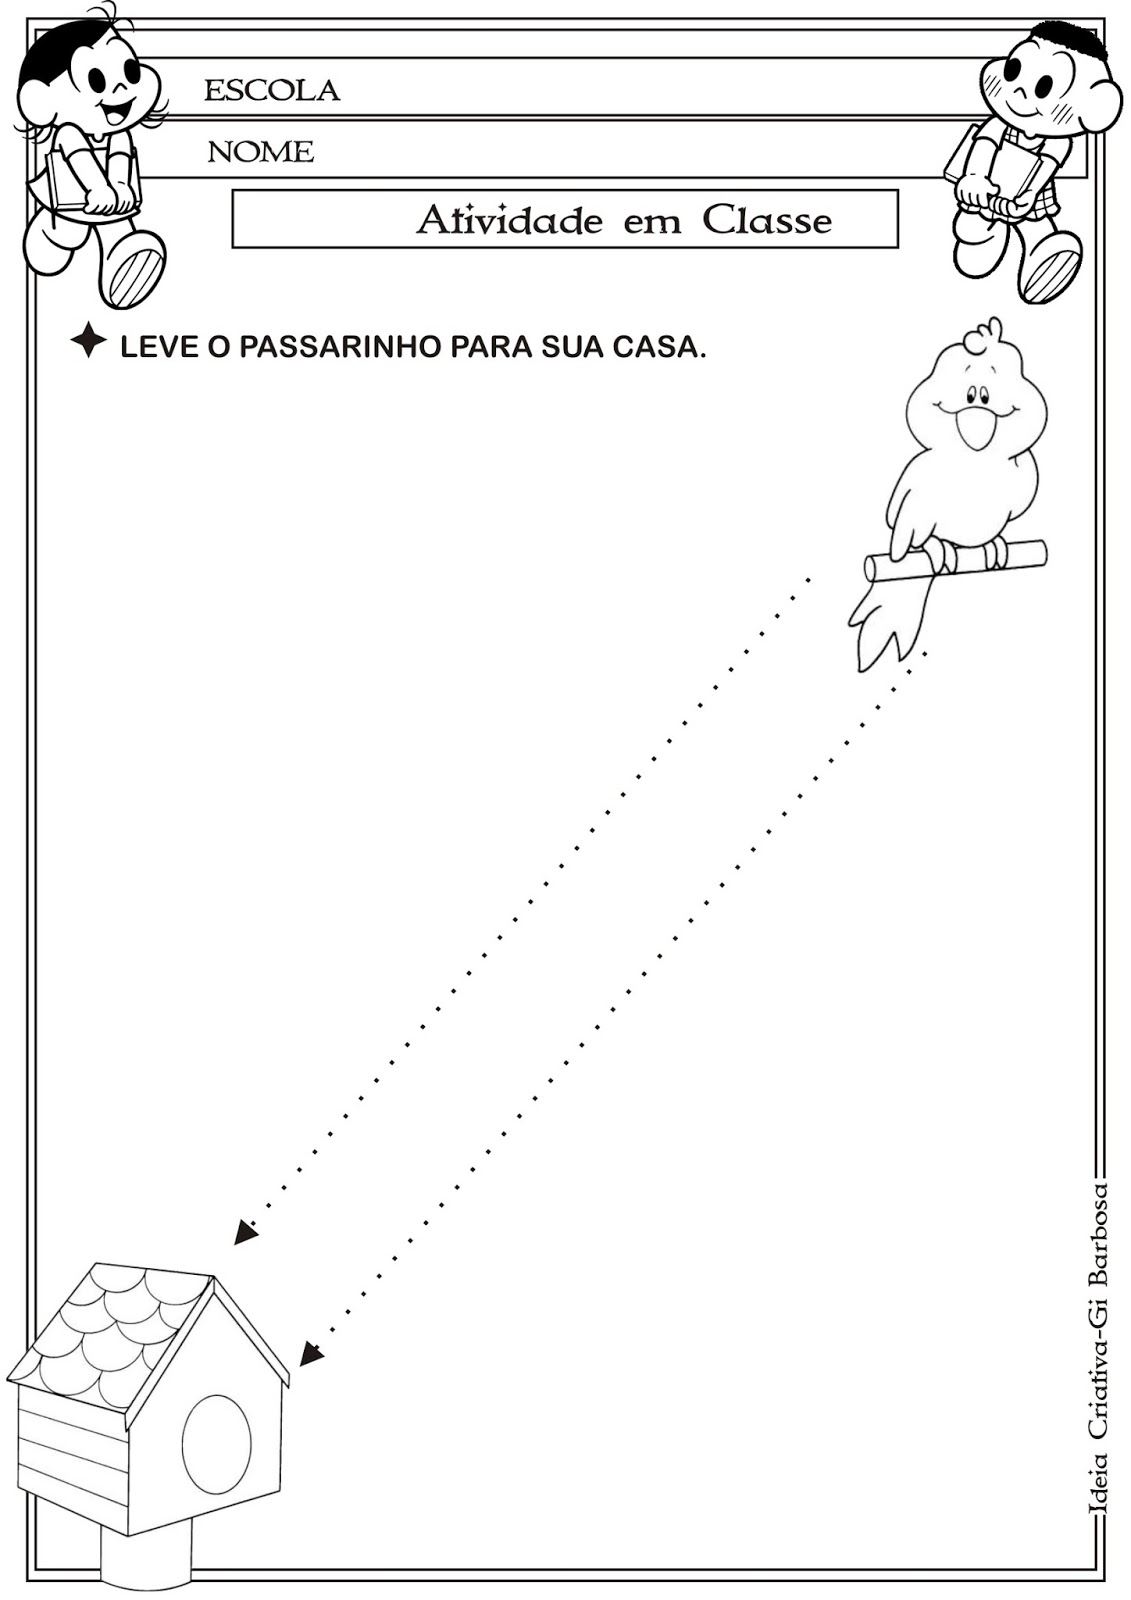 ESCOLA
NOME
Atividade em Classe
LEVE O PASSARINHO PARA SUA CASA.
Ideia Criativa-Gi Barbosa